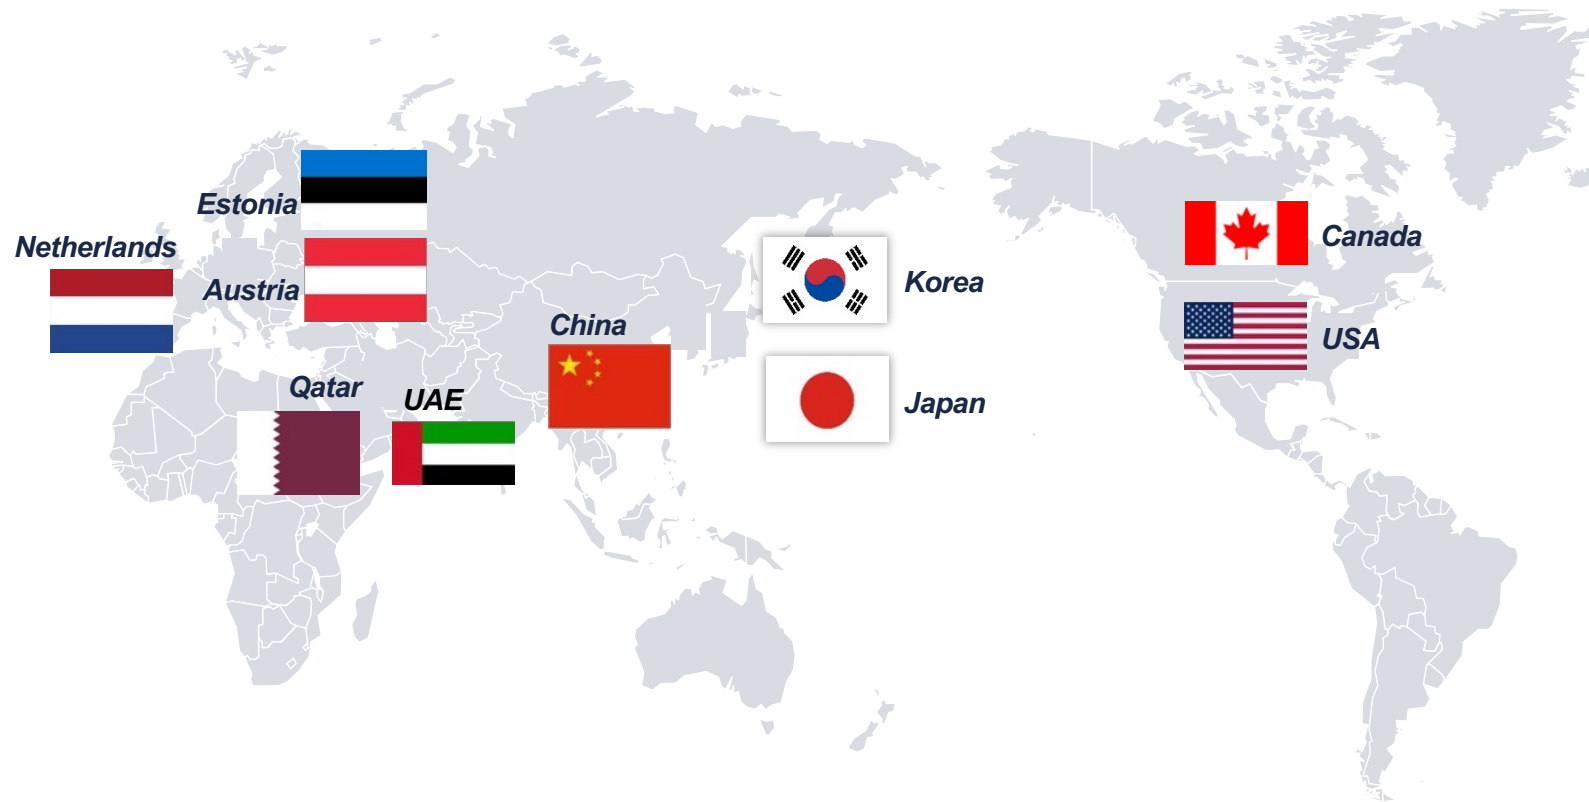 Estonia
Netherlands
Austria
Canada
Korea
China
USA
Qatar
UAE
Japan